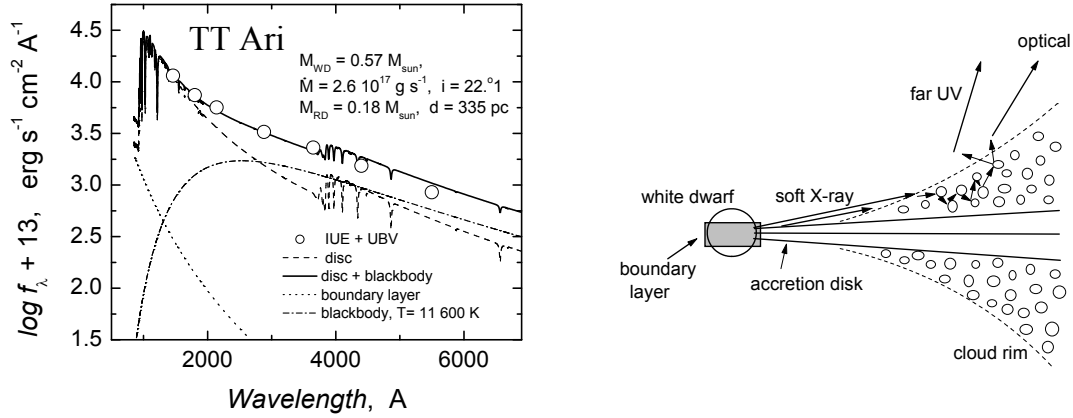 TT Ari
M_WD = 0.57 M_sun,
Ṁ = 2.6 10^17 g s^-1, i = 22.°1
M_RD = 0.18 M_sun, d = 335 pc
log f_λ + 13, erg s^-1 cm^-2 A^-1
4.5
4.0
3.5
3.0
2.5
2.0
1.5
IUE + UBV
disc
disc + blackbody
boundary layer
blackbody, T= 11 600 K
2000 4000 6000
Wavelength, A
optical
far UV
white dwarf
soft X-ray
boundary
layer
accretion disk
cloud rim